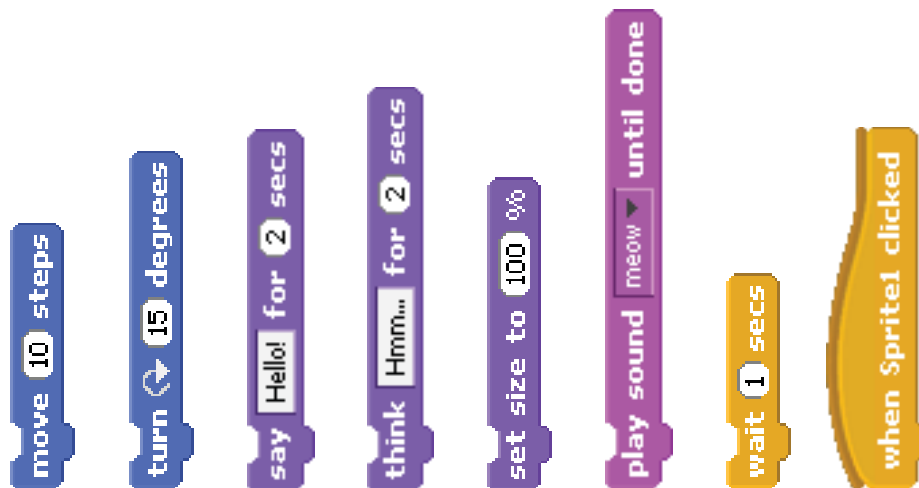 move 10 steps
turn 15 degrees
say Hello! for 2 secs
think Hmm... for 2 secs
set size to 100 %
play sound meow until done
wait 1 secs
when Sprite1 clicked